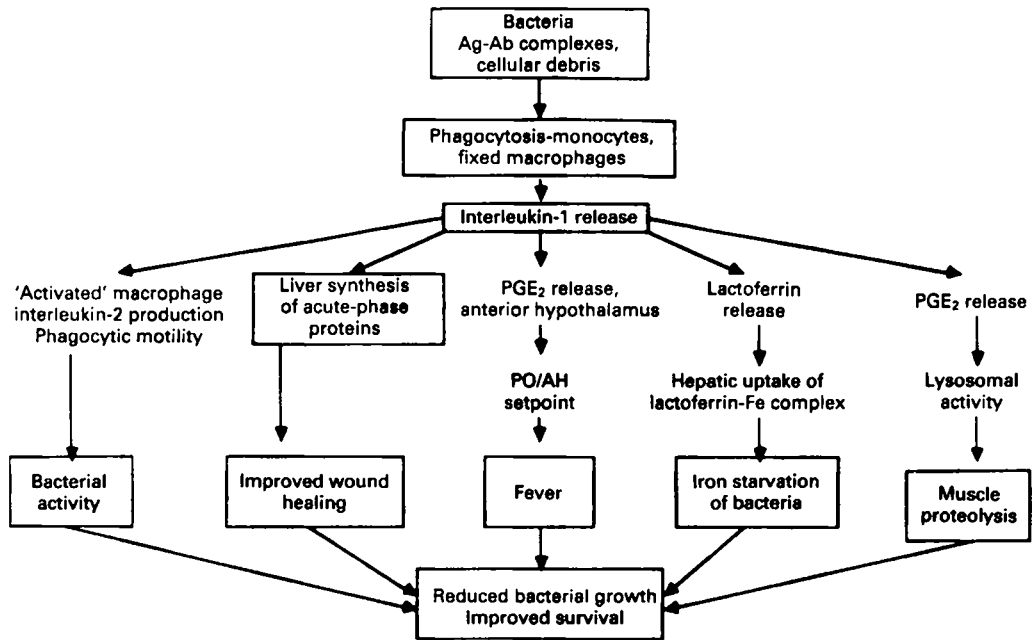 Bacteria
Ag-Ab complexes,
cellular debris
Phagocytosis-monocytes,
fixed macrophages
Interleukin-1 release
'Activated' macrophage
interleukin-2 production
Phagocytic motility
Liver synthesis
of acute-phase
proteins
PGE₂ release,
anterior hypothalamus
Lactoferrin
release
PGE₂ release
PO/AH
setpoint
Hepatic uptake of
lactoferrin-Fe complex
Lysosomal
activity
Bacterial
activity
Improved wound
healing
Fever
Iron starvation
of bacteria
Muscle
proteolysis
Reduced bacterial growth
Improved survival